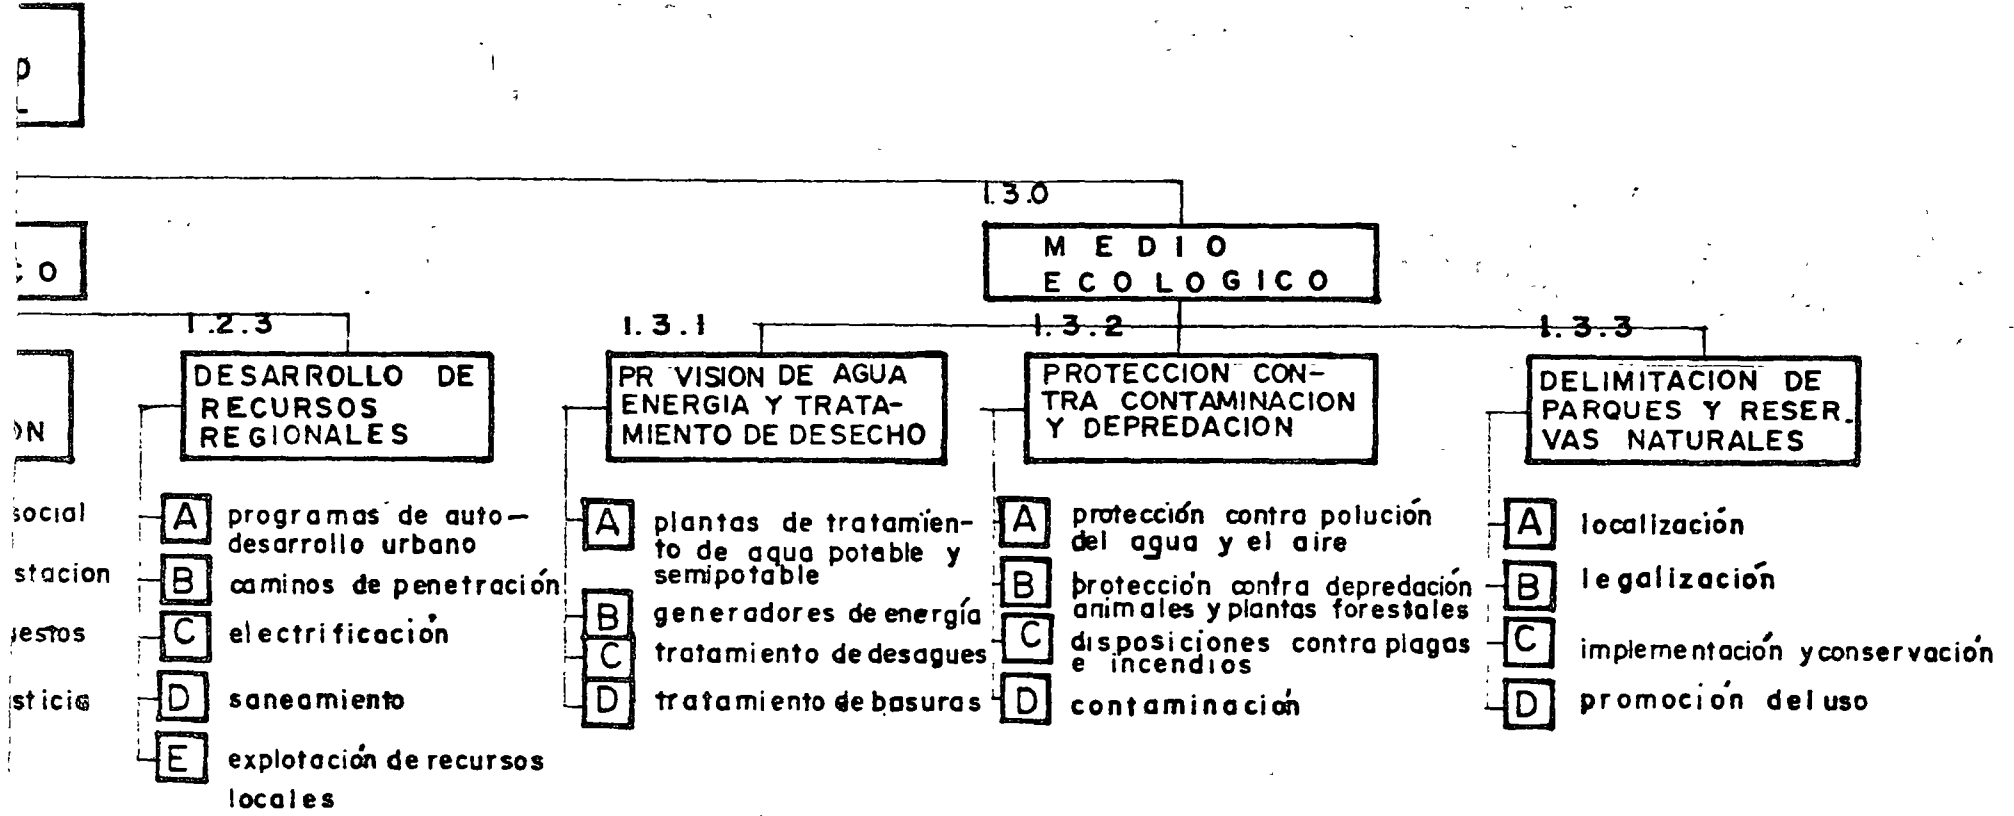 1.3.0
MEDIO
ECOLOGICO
1.2.3
DESARROLLO DE
RECURSOS
REGIONALES
A programas de auto-
desarrollo urbano
B caminos de penetración
C electrificación
D saneamiento
E explotación de recursos
locales
1.3.1
PR VISION DE AGUA
ENERGIA Y TRATA-
MIENTO DE DESECHO
A plantas de tratamien-
to de agua potable y
semipotable
B generadores de energía
C tratamiento de desagues
D tratamiento de basuras
1.3.2
PROTECCION CON-
TRA CONTAMINACION
Y DEPREDACION
A protección contra polución
del agua y el aire
B protección contra depredación
animales y plantas forestales
C disposiciones contra plagas
e incendios
D contaminación
1.3.3
DELIMITACION DE
PARQUES Y RESER-
VAS NATURALES
A localización
B legalización
C implementación y conservación
D promoción del uso
social
stacion